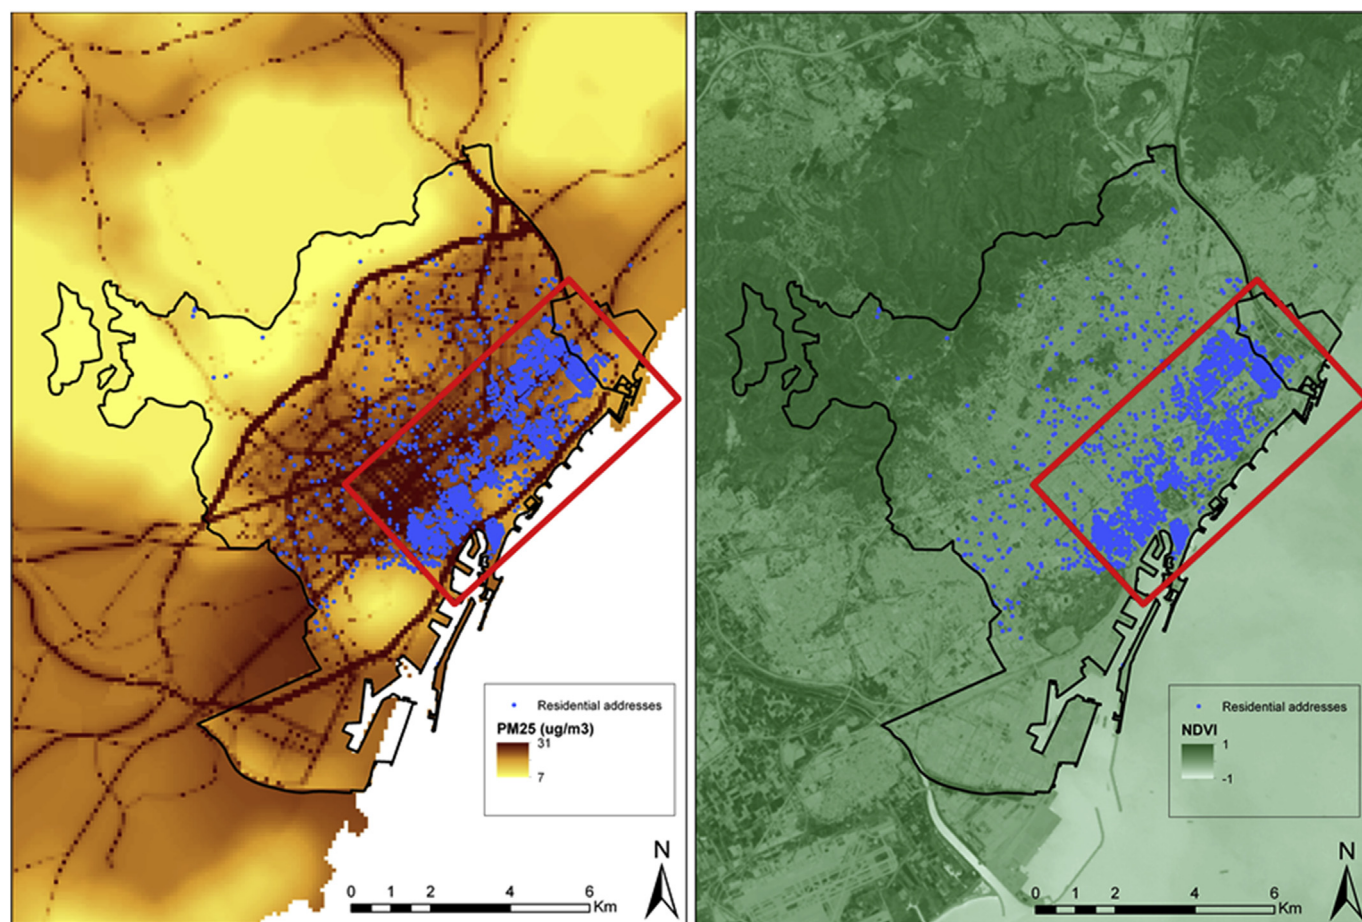 Residential addresses
PM25 (ug/m3)
31
7
N
0 1 2 4 6
Km
Residential addresses
NDVI
1
-1
N
0 1 2 4 6
Km